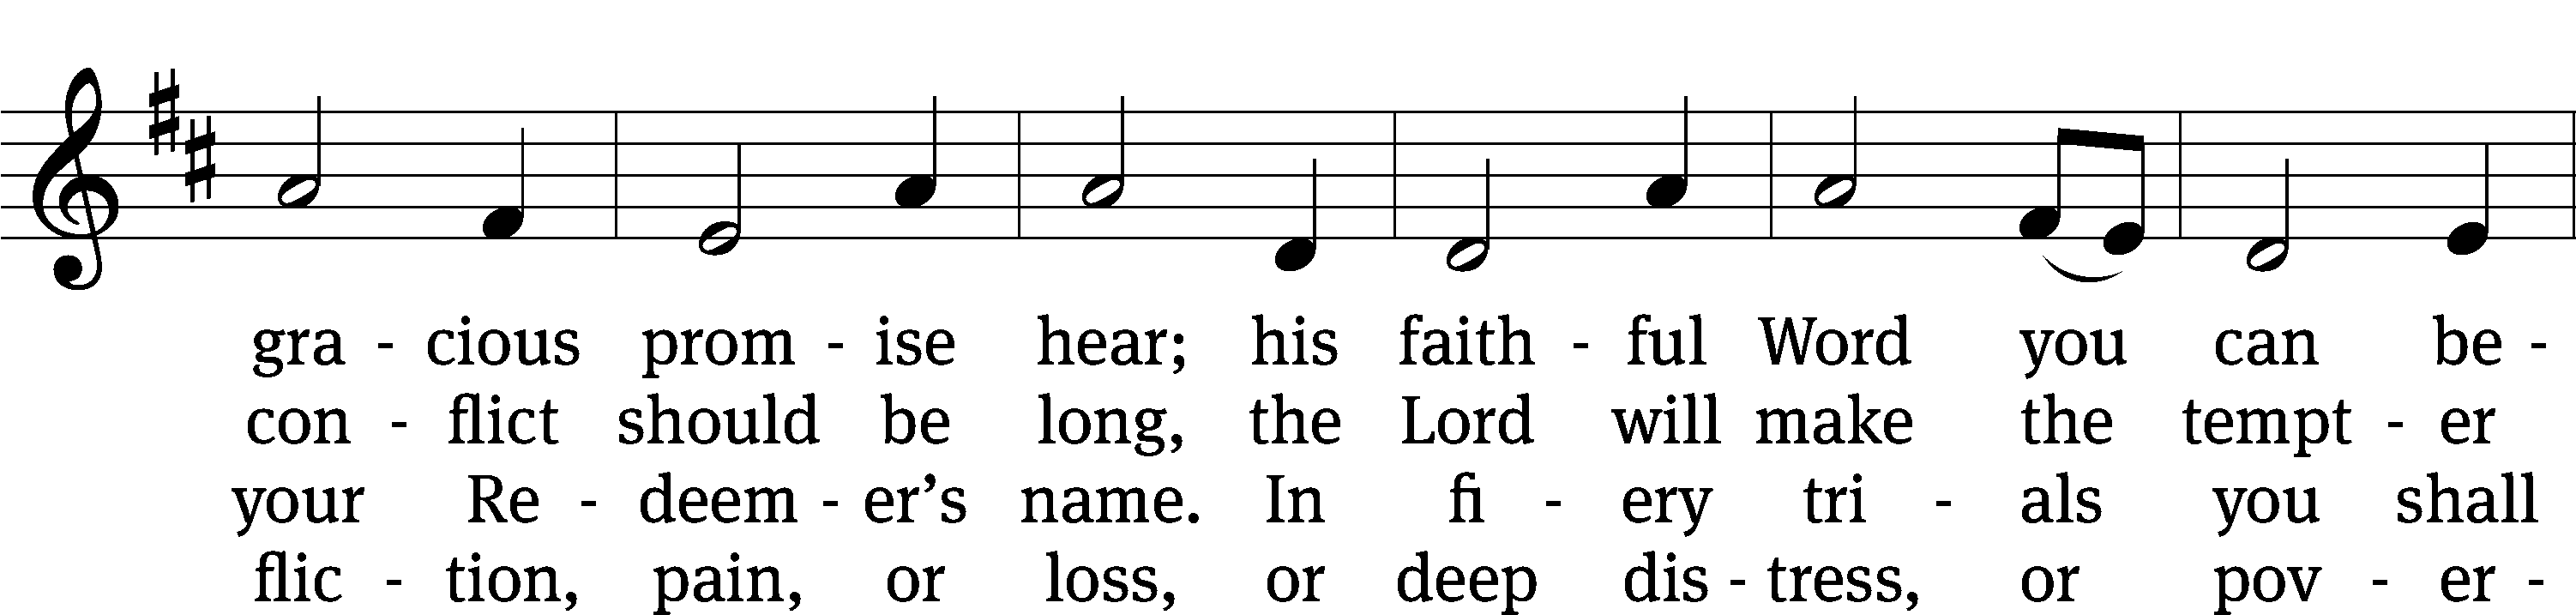 gra - cious prom - ise hear; his faith - ful Word you can be -
con - flict should be long, the Lord will make the tempt - er
your Re - deem - er’s name. In fi - ery tri - als you shall
flic - tion, pain, or loss, or deep dis - tress, or pov - er -